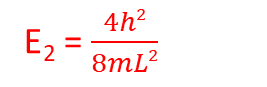 E₂ = 4h² / 8mL²